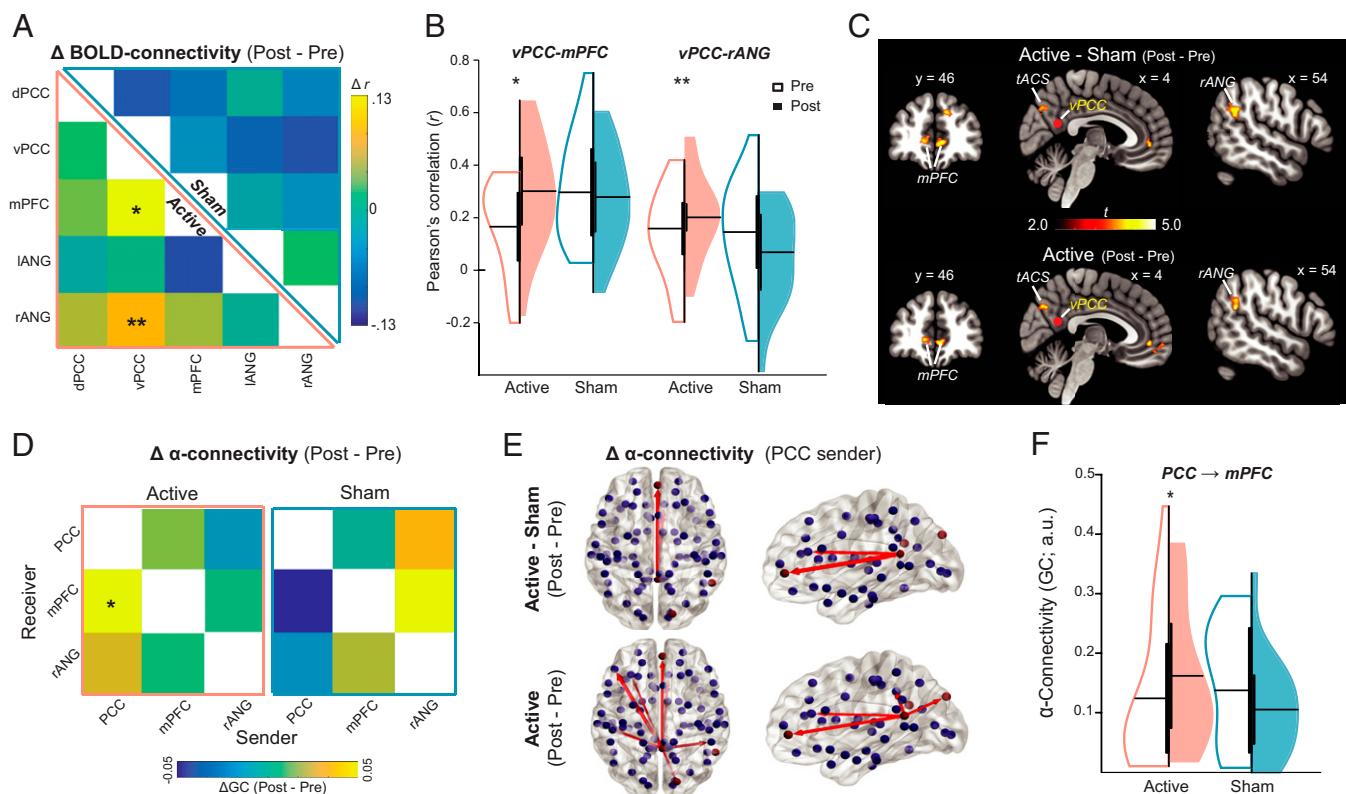 A
Δ BOLD-connectivity (Post - Pre)
dPCC
vPCC
mPFC
lANG
rANG
dPCC
vPCC
mPFC
lANG
rANG
Sham
Active
*
**
Δ r
.13
0
-.13
B
vPCC-mPFC
vPCC-rANG
Pearson's correlation (r)
0.8
0.6
0.4
0.2
0
-0.2
*
**
Pre
Post
Active
Sham
Active
Sham
C
Active - Sham (Post - Pre)
y = 46
tACS
x = 4
rANG
x = 54
vPCC
mPFC
t
2.0
5.0
Active (Post - Pre)
y = 46
tACS
x = 4
rANG
x = 54
vPCC
mPFC
D
Δ α-connectivity (Post - Pre)
Active
Sham
Receiver
PCC
mPFC
rANG
*
PCC
mPFC
rANG
PCC
mPFC
rANG
Sender
-0.05
0.05
ΔGC (Post - Pre)
E
Δ α-connectivity (PCC sender)
Active - Sham
(Post - Pre)
Active
(Post - Pre)
F
PCC → mPFC
α-Connectivity (GC; a.u.)
0.5
0.4
0.3
0.2
0.1
*
Active
Sham